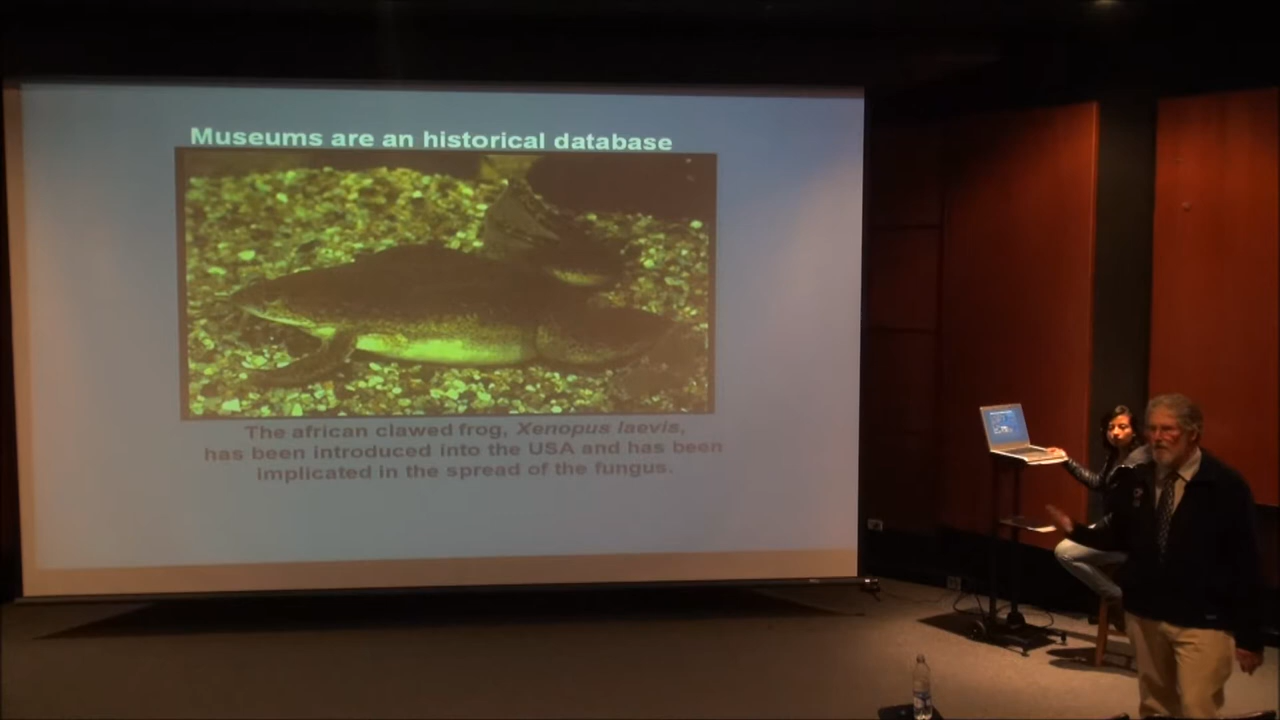 Museums are an historical database
The african clawed frog, Xenopus laevis,
has been introduced into the USA and has been
implicated in the spread of the fungus.